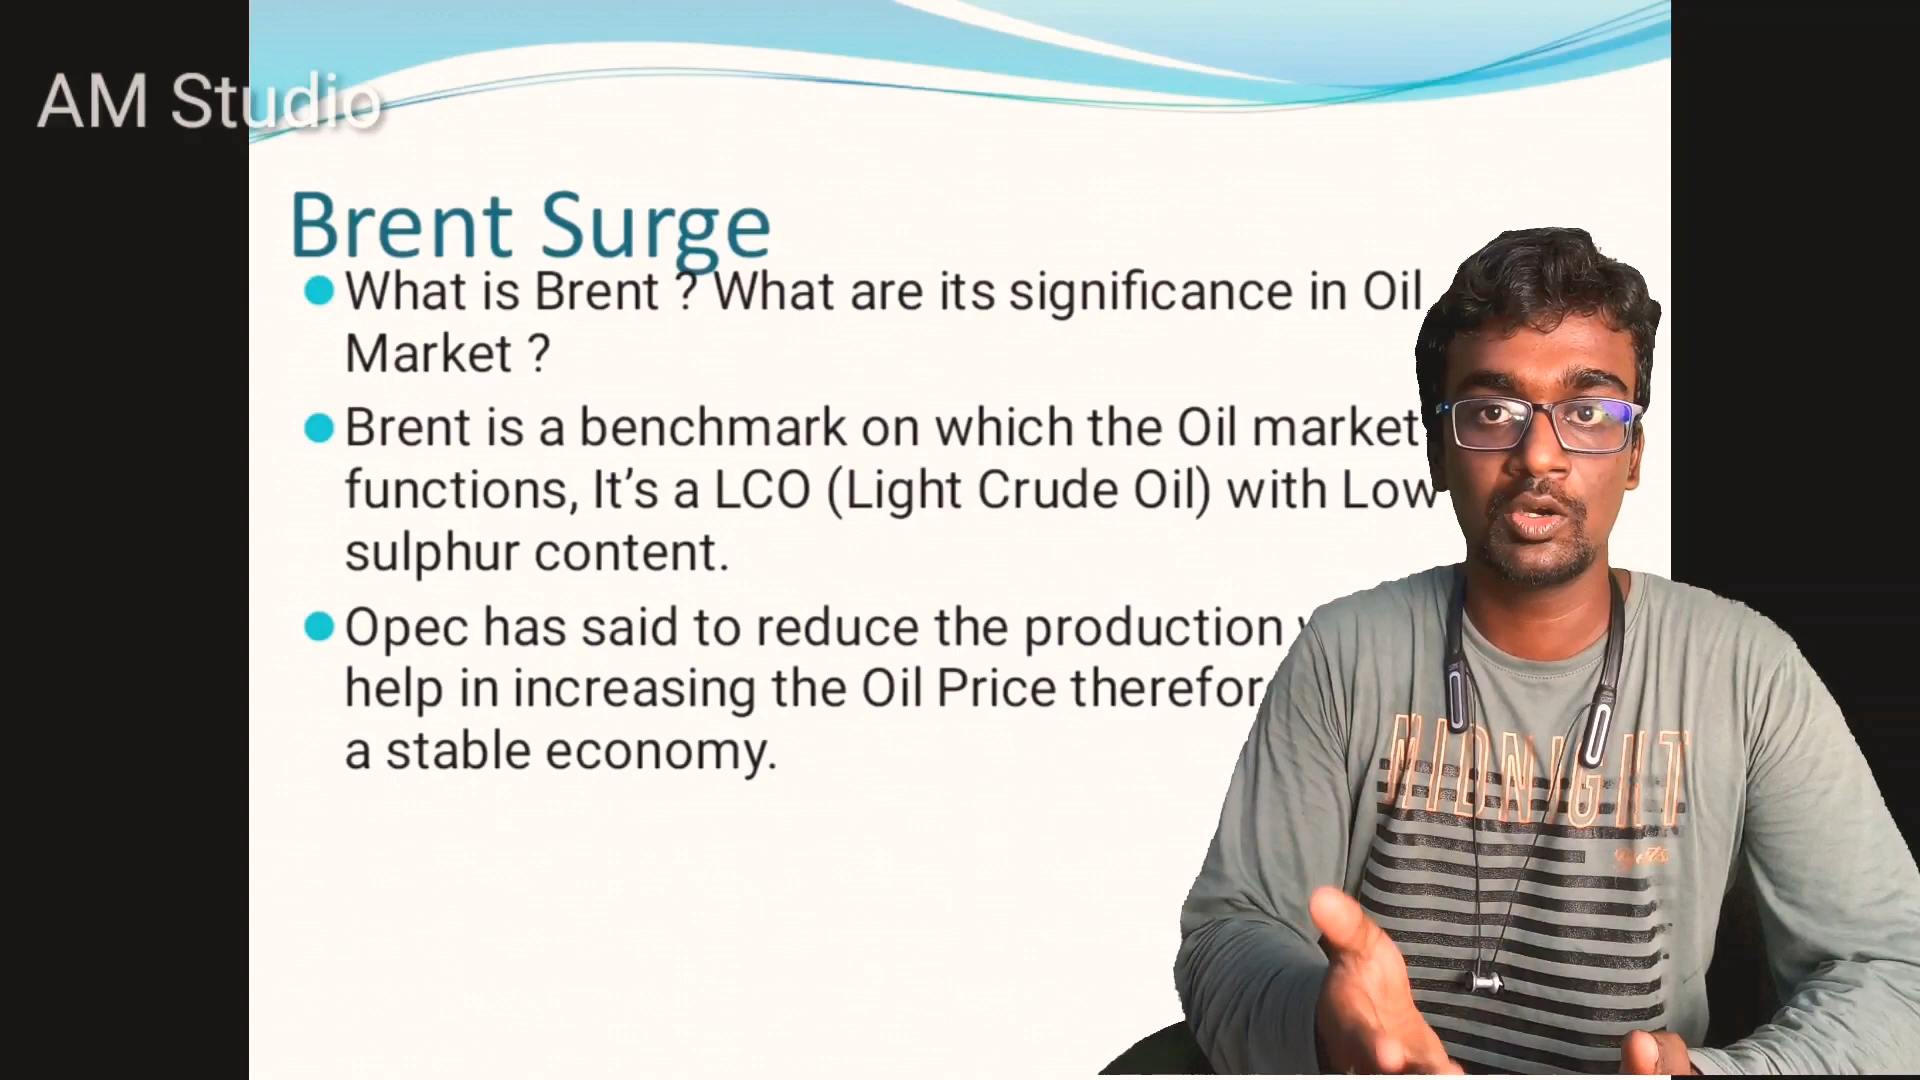 AM Studio
Brent Surge
What is Brent ? What are its significance in Oil
Market ?
Brent is a benchmark on which the Oil market
functions, It’s a LCO (Light Crude Oil) with Low
sulphur content.
Opec has said to reduce the production
help in increasing the Oil Price
a stable economy.
MIDNIGHT